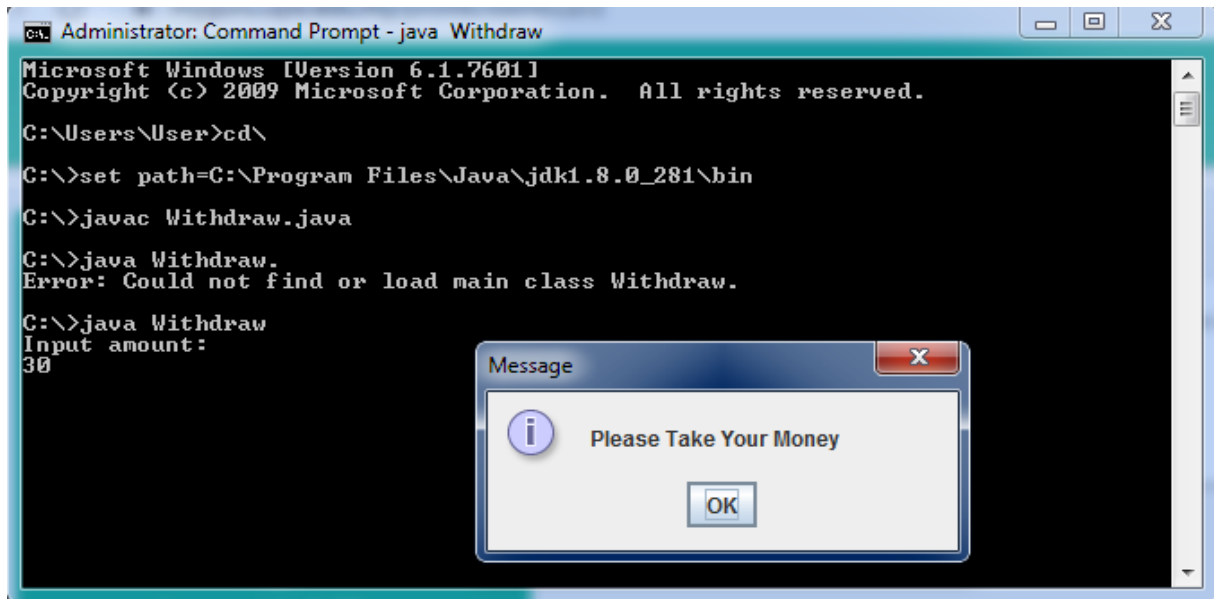 Administrator: Command Prompt - java  Withdraw
Microsoft Windows [Version 6.1.7601]
Copyright (c) 2009 Microsoft Corporation.  All rights reserved.
C:\Users\User>cd\
C:\>set path=C:\Program Files\Java\jdk1.8.0_281\bin
C:\>javac Withdraw.java
C:\>java Withdraw.
Error: Could not find or load main class Withdraw.
C:\>java Withdraw
Input amount:
30
Message
Please Take Your Money
OK